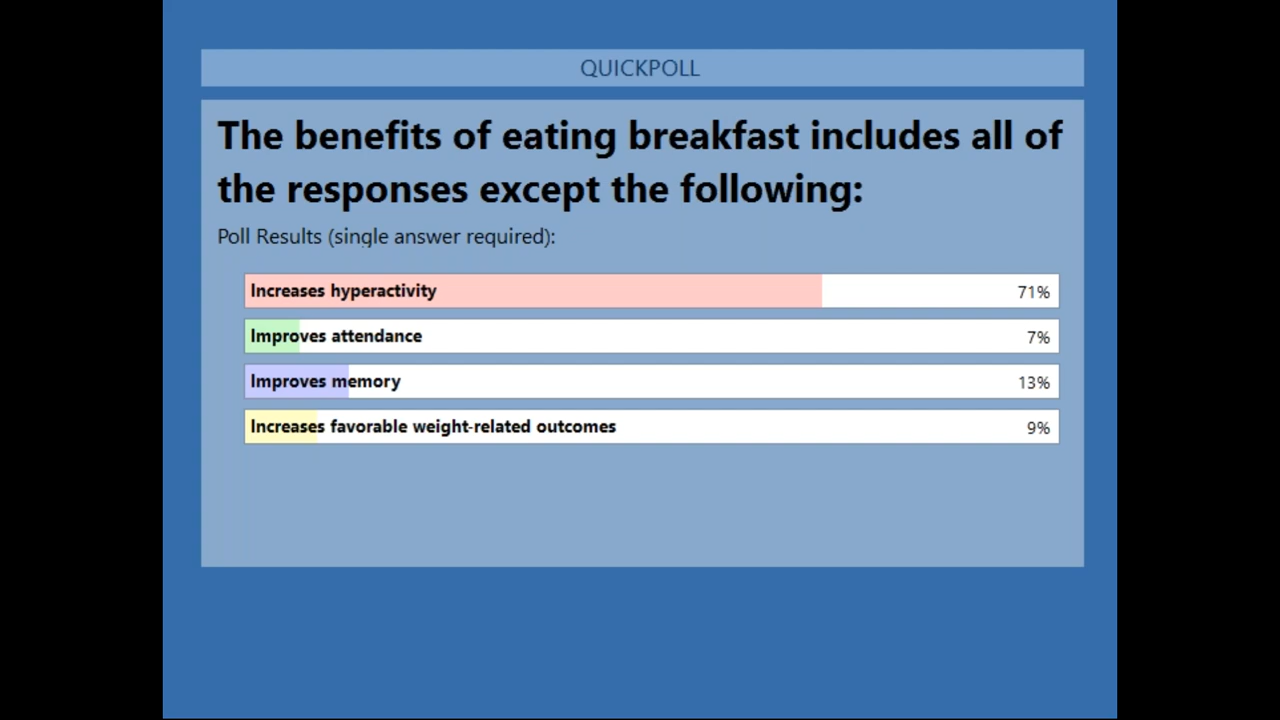 QUICKPOLL
The benefits of eating breakfast includes all of
the responses except the following:
Poll Results (single answer required):
Increases hyperactivity 71%
Improves attendance 7%
Improves memory 13%
Increases favorable weight-related outcomes 9%